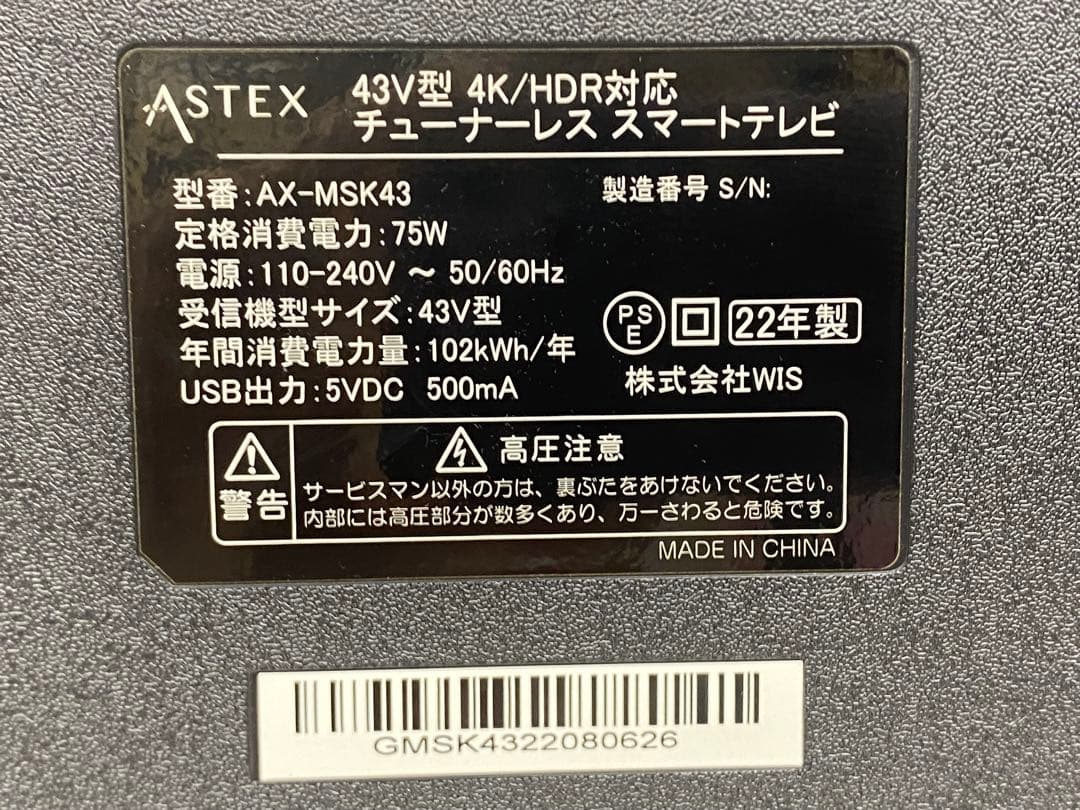 ASTEX
43V型 4K/HDR対応
チューナーレス スマートテレビ
型番:AX-MSK43
製造番号 S/N:
定格消費電力:75W
電源:110-240V ～ 50/60Hz
受信機型サイズ:43V型
年間消費電力量:102kWh/年
USB出力:5VDC 500mA
PSE
22年製
株式会社WIS
警告
高圧注意
サービスマン以外の方は、裏ぶたをあけないでください。
内部には高圧部分が数多くあり、万一さわると危険です。
MADE IN CHINA
GMSK4322080626